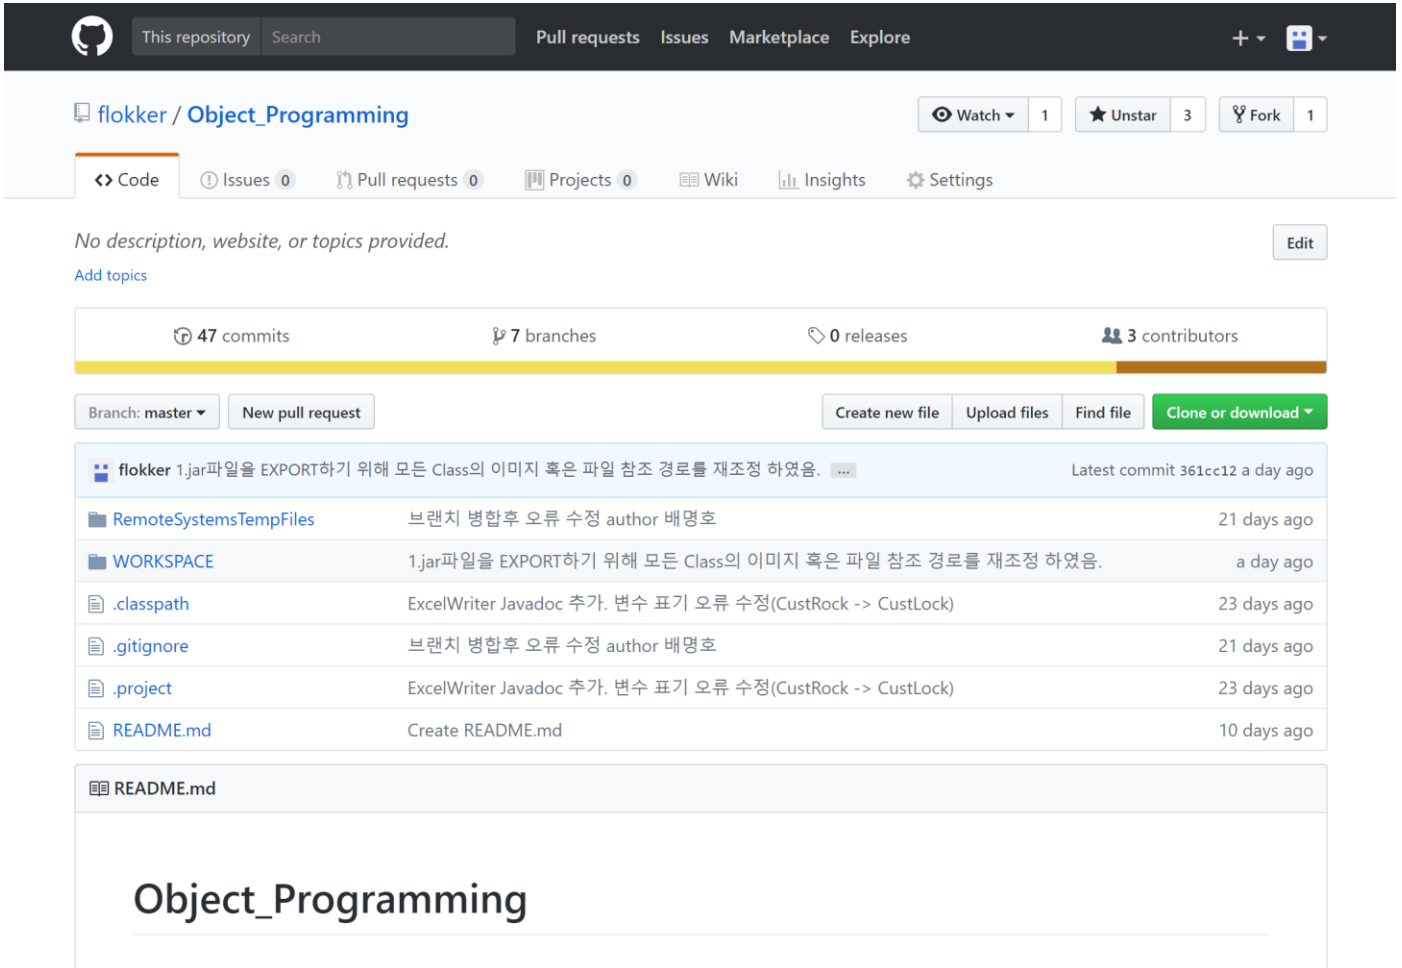 This repository Search Pull requests Issues Marketplace Explore
flokker / Object_Programming Watch 1 Unstar 3 Fork 1
Code Issues 0 Pull requests 0 Projects 0 Wiki Insights Settings
No description, website, or topics provided. Edit
Add topics
47 commits 7 branches 0 releases 3 contributors
Branch: master New pull request Create new file Upload files Find file Clone or download
flokker 1.jar파일을 EXPORT하기 위해 모든 Class의 이미지 혹은 파일 참조 경로를 재조정 하였음. ... Latest commit 361cc12 a day ago
RemoteSystemsTempFiles 브랜치 병합후 오류 수정 author 배명호 21 days ago
WORKSPACE 1.jar파일을 EXPORT하기 위해 모든 Class의 이미지 혹은 파일 참조 경로를 재조정 하였음. a day ago
.classpath ExcelWriter Javadoc 추가. 변수 표기 오류 수정(CustRock -> CustLock) 23 days ago
.gitignore 브랜치 병합후 오류 수정 author 배명호 21 days ago
.project ExcelWriter Javadoc 추가. 변수 표기 오류 수정(CustRock -> CustLock) 23 days ago
README.md Create README.md 10 days ago
README.md
Object_Programming